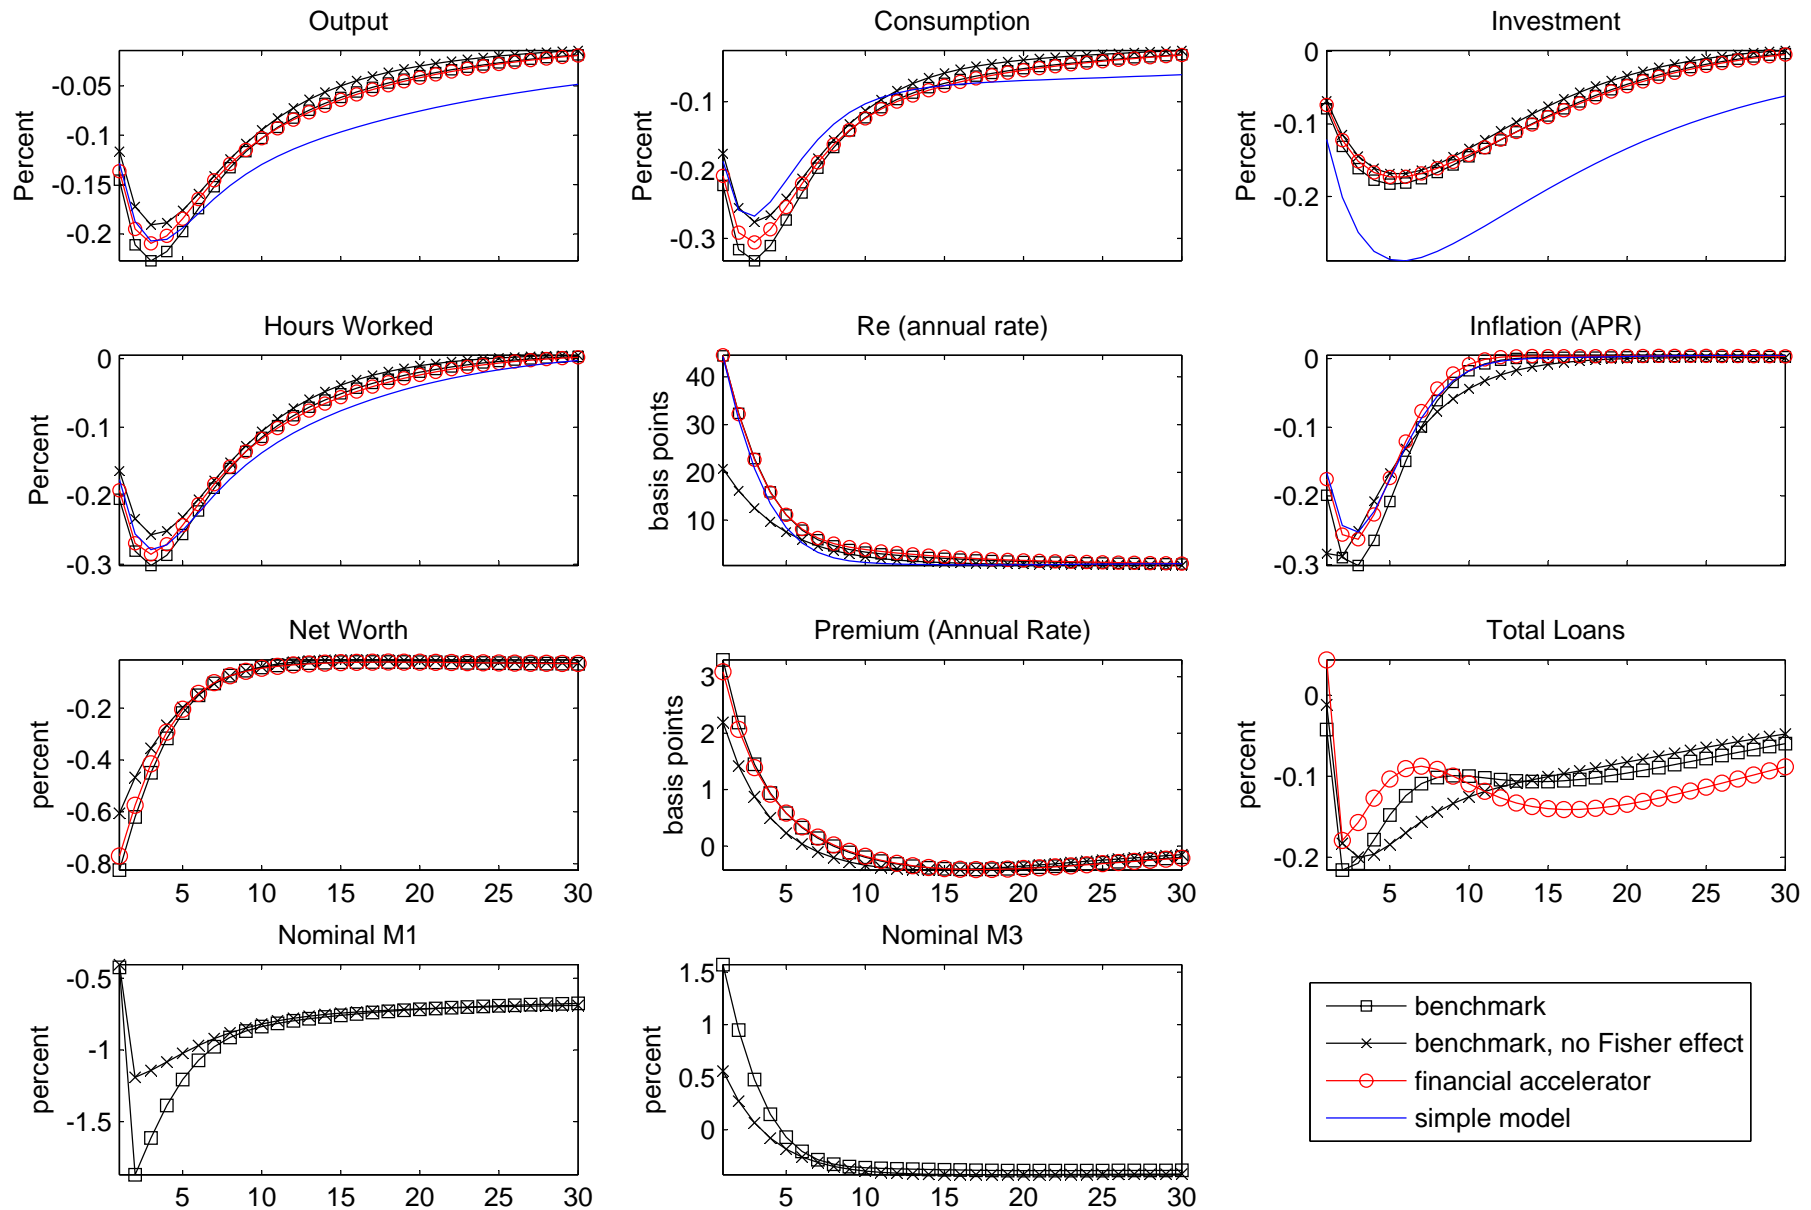 Output
Consumption
Investment
Percent
-0.05
-0.1
-0.15
-0.2
-0.1
-0.2
-0.3
Percent
0
-0.1
-0.2
Hours Worked
Re (annual rate)
Inflation (APR)
Percent
0
-0.1
-0.2
-0.3
basis points
40
30
20
10
0
-0.1
-0.2
-0.3
Net Worth
Premium (Annual Rate)
Total Loans
percent
-0.2
-0.4
-0.6
-0.8
5 10 15 20 25 30
basis points
3
2
1
0
5 10 15 20 25 30
percent
0
-0.1
-0.2
5 10 15 20 25 30
Nominal M1
Nominal M3
percent
-0.5
-1
-1.5
5 10 15 20 25 30
percent
1.5
1
0.5
0
5 10 15 20 25 30
benchmark
benchmark, no Fisher effect
financial accelerator
simple model